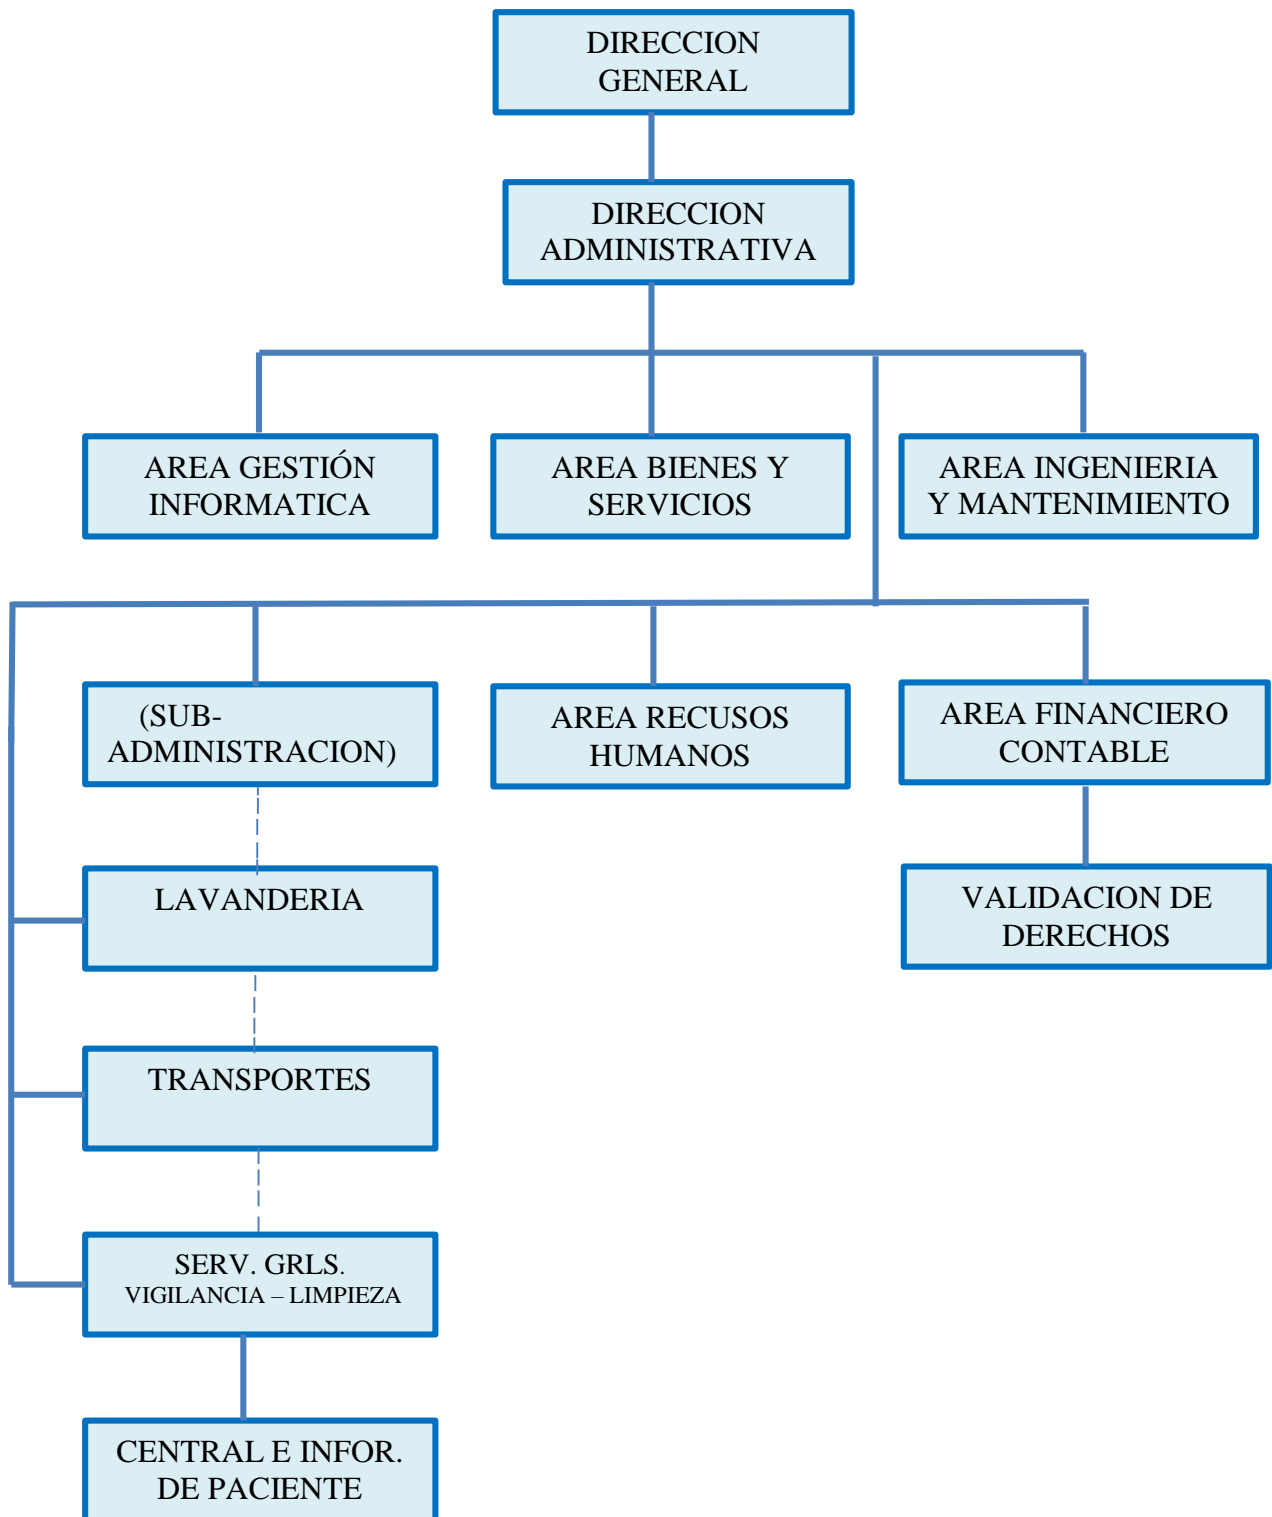 DIRECCION
GENERAL
DIRECCION
ADMINISTRATIVA
AREA GESTIÓN
INFORMATICA
AREA BIENES Y
SERVICIOS
AREA INGENIERIA
Y MANTENIMIENTO
(SUB-
ADMINISTRACION)
AREA RECUSOS
HUMANOS
AREA FINANCIERO
CONTABLE
LAVANDERIA
VALIDACION DE
DERECHOS
TRANSPORTES
SERV. GRLS.
VIGILANCIA – LIMPIEZA
CENTRAL E INFOR.
DE PACIENTE